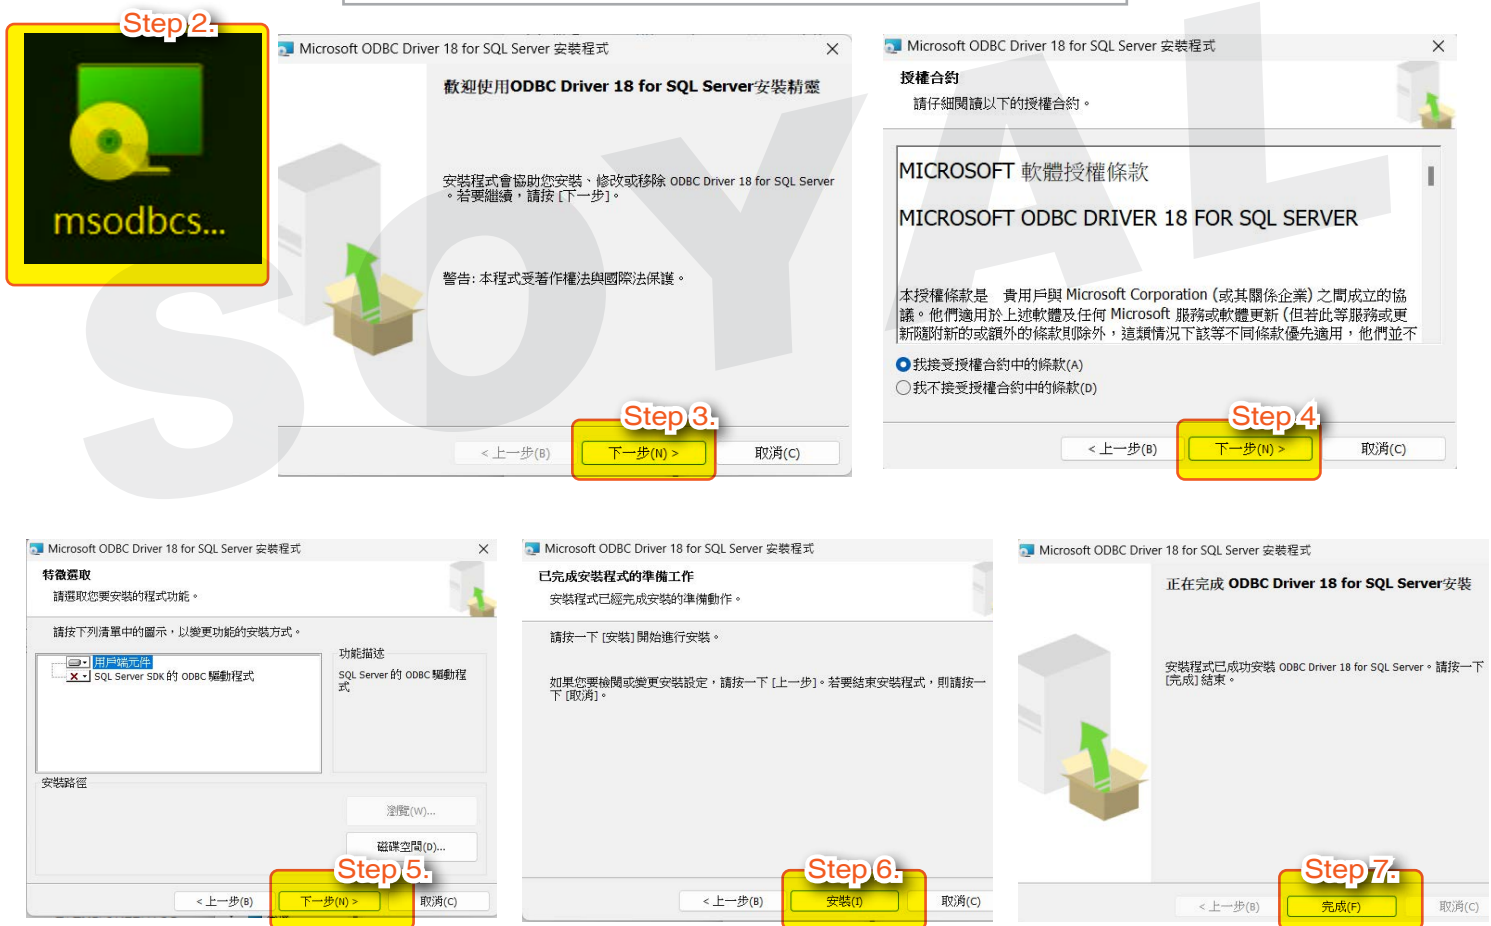 Step 2.
msodbcs...
Microsoft ODBC Driver 18 for SQL Server 安裝程式
歡迎使用ODBC Driver 18 for SQL Server安裝精靈
安裝程式會協助您安裝、修改或移除 ODBC Driver 18 for SQL Server
。若要繼續，請按 [下一步]。
警告: 本程式受著作權法與國際法保護。
Step 3.
< 上一步(B)
下一步(N) >
取消(C)
Microsoft ODBC Driver 18 for SQL Server 安裝程式
授權合約
請仔細閱讀以下的授權合約。
MICROSOFT 軟體授權條款
MICROSOFT ODBC DRIVER 18 FOR SQL SERVER
本授權條款是 貴用戶與 Microsoft Corporation (或其關係企業) 之間成立的協
議。他們適用於上述軟體及任何 Microsoft 服務或軟體更新 (但若此等服務或更
新隨附新的或額外的條款則除外，這類情況下該等不同條款優先適用，他們並不
我接受授權合約中的條款(A)
我不接受授權合約中的條款(D)
Step 4
< 上一步(B)
下一步(N) >
取消(C)
SOYAL
Microsoft ODBC Driver 18 for SQL Server 安裝程式
特徵選取
請選取您要安裝的程式功能。
請按下列清單中的圖示，以變更功能的安裝方式。
用戶端元件
SQL Server SDK 的 ODBC 驅動程式
功能描述
SQL Server 的 ODBC 驅動程
式
安裝路徑
瀏覽(W)...
磁碟空間(D)...
Step 5.
< 上一步(B)
下一步(N) >
取消(C)
Microsoft ODBC Driver 18 for SQL Server 安裝程式
已完成安裝程式的準備工作
安裝程式已經完成安裝的準備動作。
請按一下 [安裝] 開始進行安裝。
如果您要檢閱或變更安裝設定，請按一下 [上一步]。若要結束安裝程式，則請按一
下 [取消]。
Step 6.
< 上一步(B)
安裝(I)
取消(C)
Microsoft ODBC Driver 18 for SQL Server 安裝程式
正在完成 ODBC Driver 18 for SQL Server安裝
安裝程式已成功安裝 ODBC Driver 18 for SQL Server。請按一下
[完成] 結束。
Step 7.
< 上一步(B)
完成(F)
取消(C)